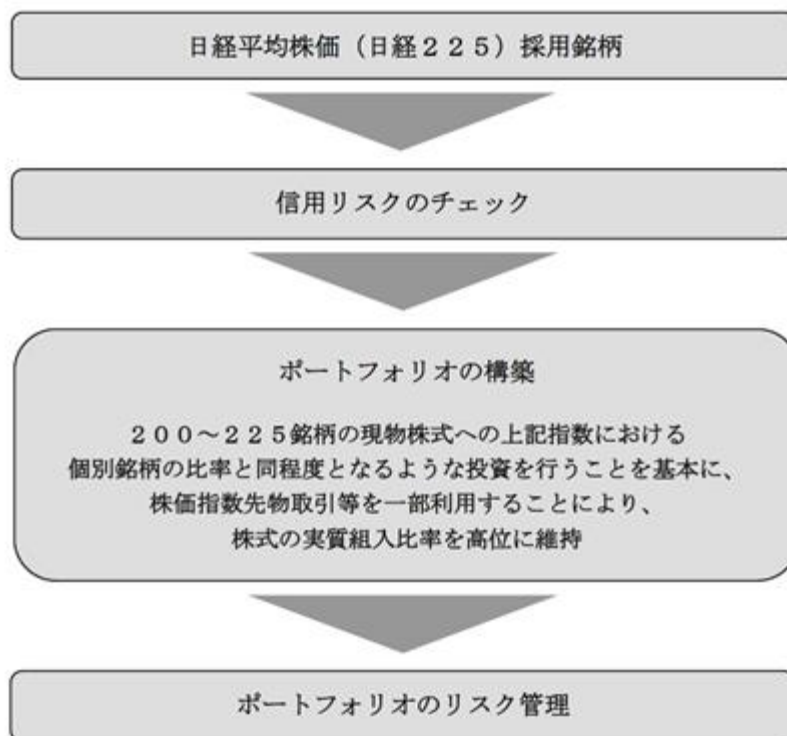 日経平均株価（日経２２５）採用銘柄
信用リスクのチェック
ポートフォリオの構築
２００～２２５銘柄の現物株式への上記指数における
個別銘柄の比率と同程度となるような投資を行うことを基本に、
株価指数先物取引等を一部利用することにより、
株式の実質組入比率を高位に維持
ポートフォリオのリスク管理